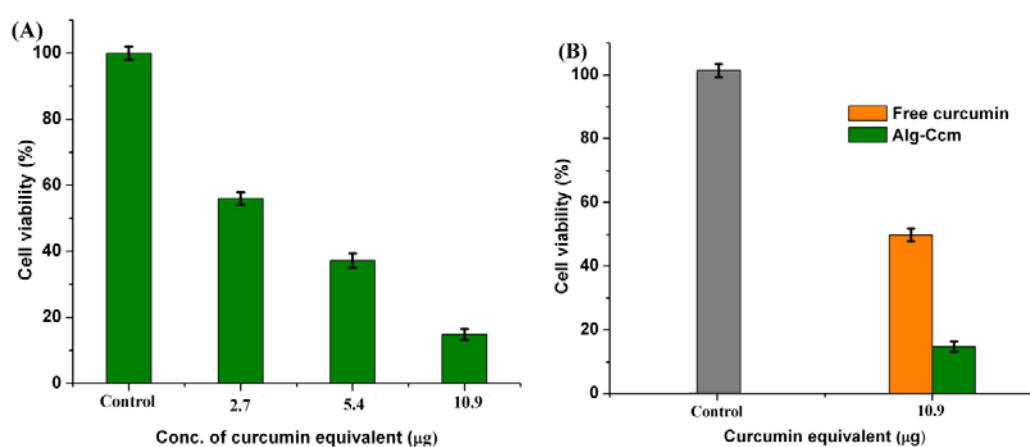 (A)
100
80
60
40
20
0
Cell viability (%)
Control 2.7 5.4 10.9
Conc. of curcumin equivalent (μg)
(B)
100
80
60
40
20
0
Cell viability (%)
Free curcumin
Alg-Ccm
Control 10.9
Curcumin equivalent (μg)